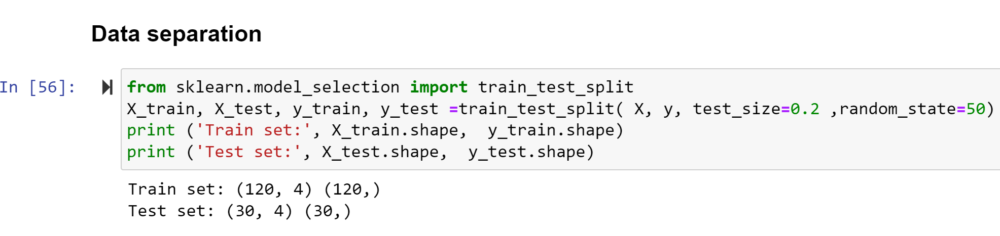 Data separation
In [56]:
from sklearn.model_selection import train_test_split
X_train, X_test, y_train, y_test =train_test_split( X, y, test_size=0.2 ,random_state=50)
print ('Train set:', X_train.shape,  y_train.shape)
print ('Test set:', X_test.shape,  y_test.shape)
Train set: (120, 4) (120,)
Test set: (30, 4) (30,)